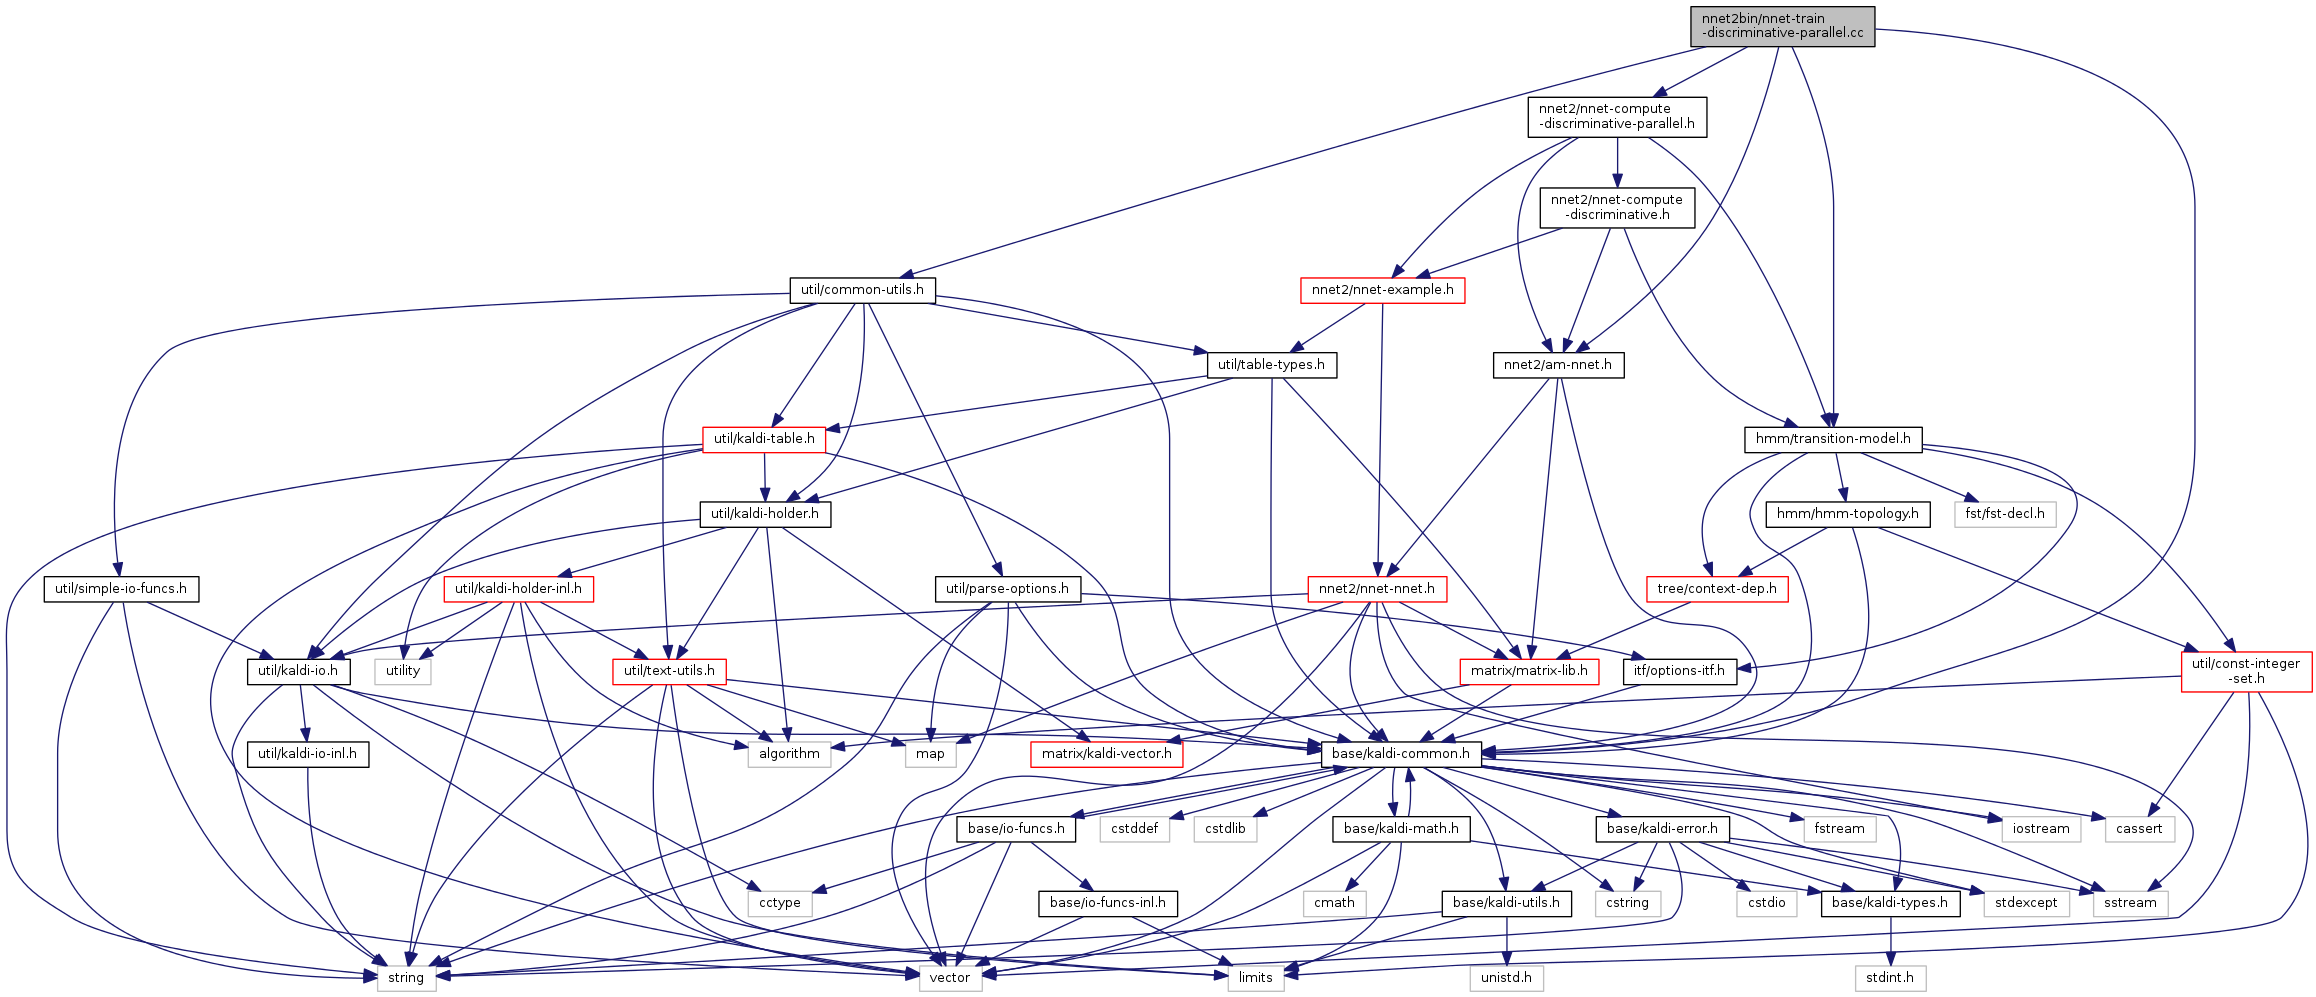 nnet2bin/nnet-train
-discriminative-parallel.cc
nnet2/nnet-compute
-discriminative-parallel.h
nnet2/nnet-compute
-discriminative.h
util/common-utils.h
nnet2/nnet-example.h
util/table-types.h
nnet2/am-nnet.h
util/kaldi-table.h
hmm/transition-model.h
util/kaldi-holder.h
hmm/hmm-topology.h
fst/fst-decl.h
util/simple-io-funcs.h
util/kaldi-holder-inl.h
util/parse-options.h
nnet2/nnet-nnet.h
tree/context-dep.h
util/kaldi-io.h
utility
util/text-utils.h
matrix/matrix-lib.h
itf/options-itf.h
util/const-integer
-set.h
util/kaldi-io-inl.h
algorithm
map
matrix/kaldi-vector.h
base/kaldi-common.h
base/io-funcs.h
cstddef
cstdlib
base/kaldi-math.h
base/kaldi-error.h
fstream
iostream
cassert
cctype
base/io-funcs-inl.h
cmath
base/kaldi-utils.h
cstring
cstdio
base/kaldi-types.h
stdexcept
sstream
string
vector
limits
unistd.h
stdint.h